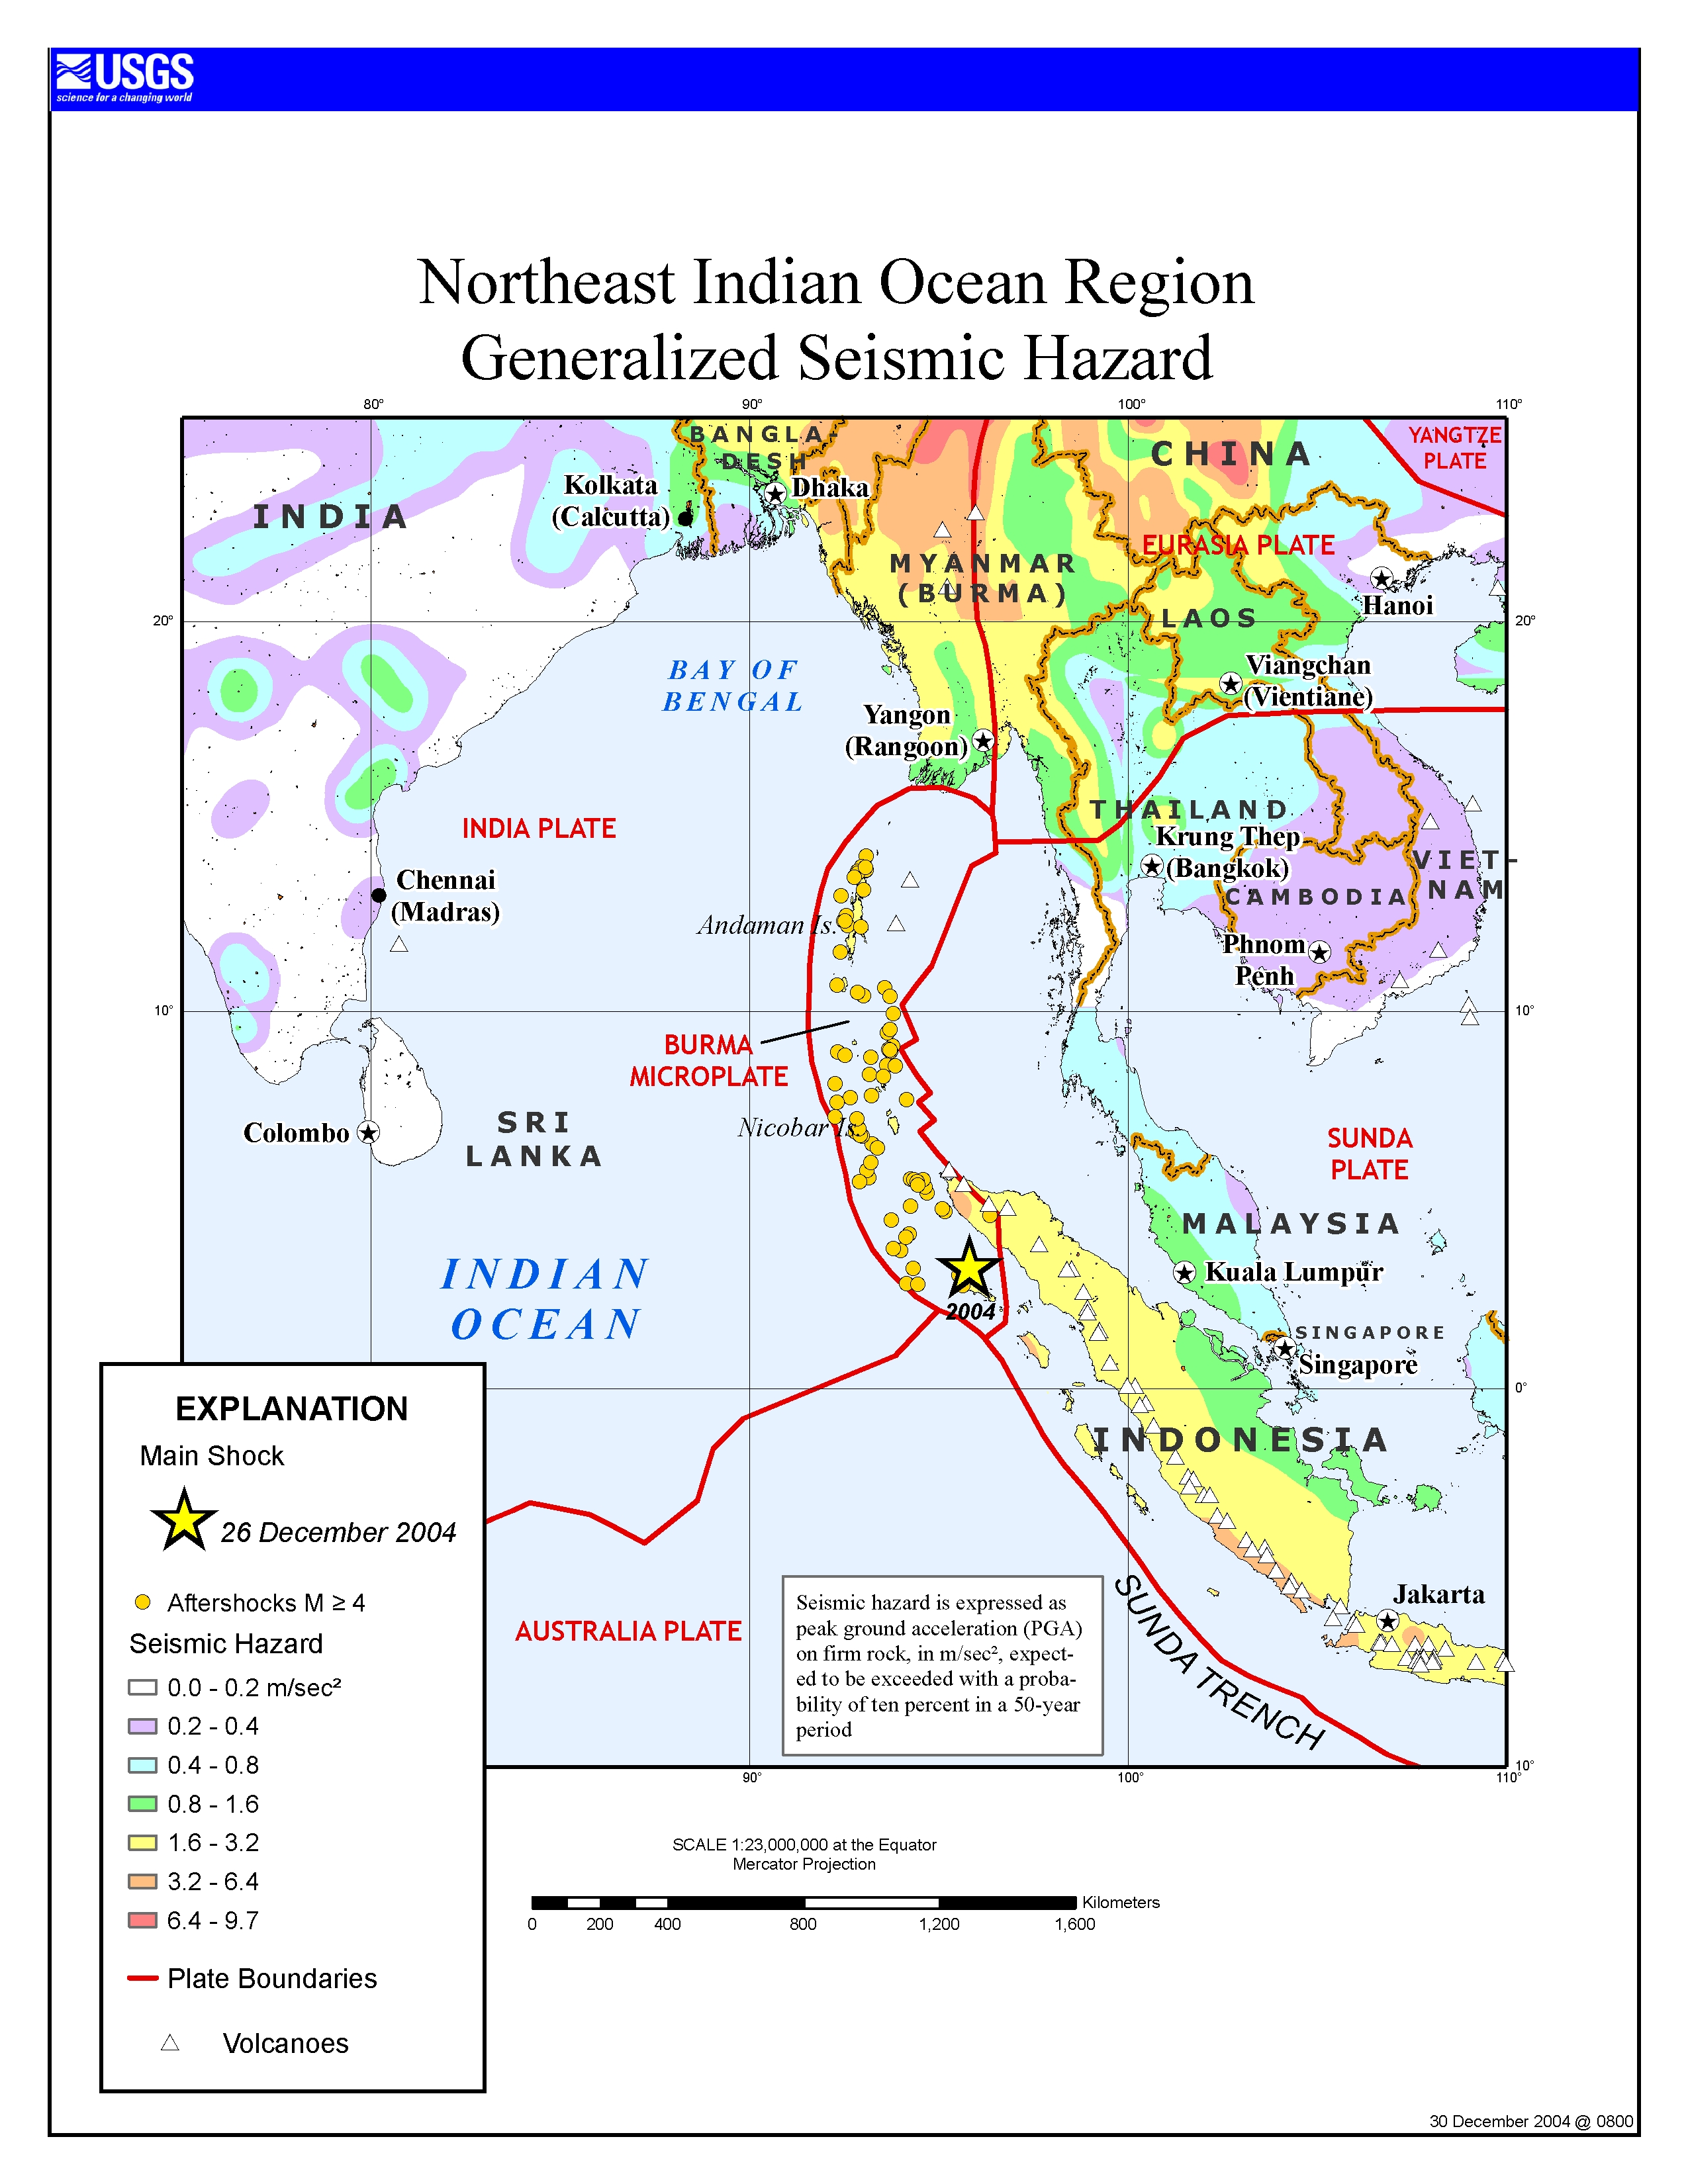 USGS
science for a changing world
Northeast Indian Ocean Region
Generalized Seismic Hazard
80°
90°
100°
110°
BANGLA-
DESH
CHINA
YANGTZE
PLATE
Kolkata
(Calcutta)
Dhaka
INDIA
EURASIA PLATE
MYANMAR
(BURMA)
Hanoi
LAOS
20°
20°
BAY OF
BENGAL
Viangchan
(Vientiane)
Yangon
(Rangoon)
INDIA PLATE
THAILAND
Krung Thep
(Bangkok)
VIET-
NAM
Chennai
(Madras)
CAMBODIA
Andaman Is.
Phnom
Penh
10°
10°
BURMA
MICROPLATE
Nicobar Is.
Colombo
SRI
LANKA
SUNDA
PLATE
MALAYSIA
INDIAN
OCEAN
Kuala Lumpur
2004
SINGAPORE
Singapore
0°
INDONESIA
Jakarta
AUSTRALIA PLATE
SUNDA TRENCH
Seismic hazard is expressed as
peak ground acceleration (PGA)
on firm rock, in m/sec², expect-
ed to be exceeded with a proba-
bility of ten percent in a 50-year
period
10°
90°
100°
110°
EXPLANATION
Main Shock
26 December 2004
Aftershocks M ≥ 4
Seismic Hazard
0.0 - 0.2 m/sec²
0.2 - 0.4
0.4 - 0.8
0.8 - 1.6
1.6 - 3.2
3.2 - 6.4
6.4 - 9.7
Plate Boundaries
Volcanoes
SCALE 1:23,000,000 at the Equator
Mercator Projection
Kilometers
0 200 400 800 1,200 1,600
30 December 2004 @ 0800